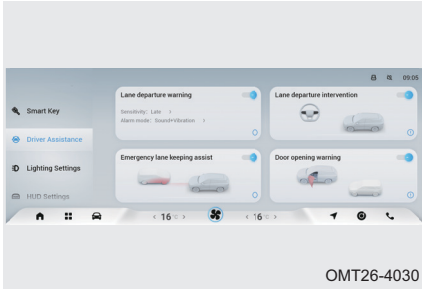 09:05
Lane departure warning
Sensitivity: Late >
Alarm mode: Sound+Vibration >
Lane departure intervention
Smart Key
Driver Assistance
Lighting Settings
HUD Settings
Emergency lane keeping assist
Door opening warning
< 16°C >
< 16°C >
OMT26-4030